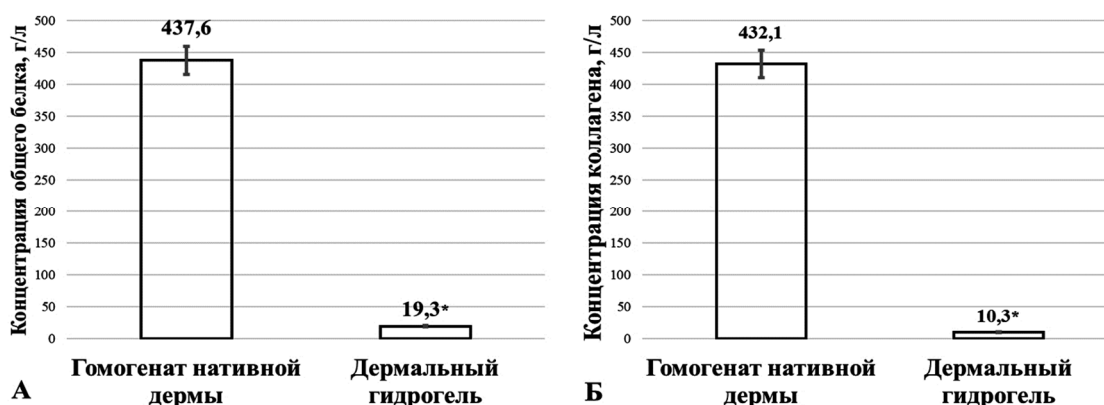 Концентрация общего белка, г/л
500
450
400
350
300
250
200
150
100
50
0
437,6
19,3*
Гомогенат нативной
дермы
Дермальный
гидрогель
А
Концентрация коллагена, г/л
500
450
400
350
300
250
200
150
100
50
0
432,1
10,3*
Гомогенат нативной
дермы
Дермальный
гидрогель
Б